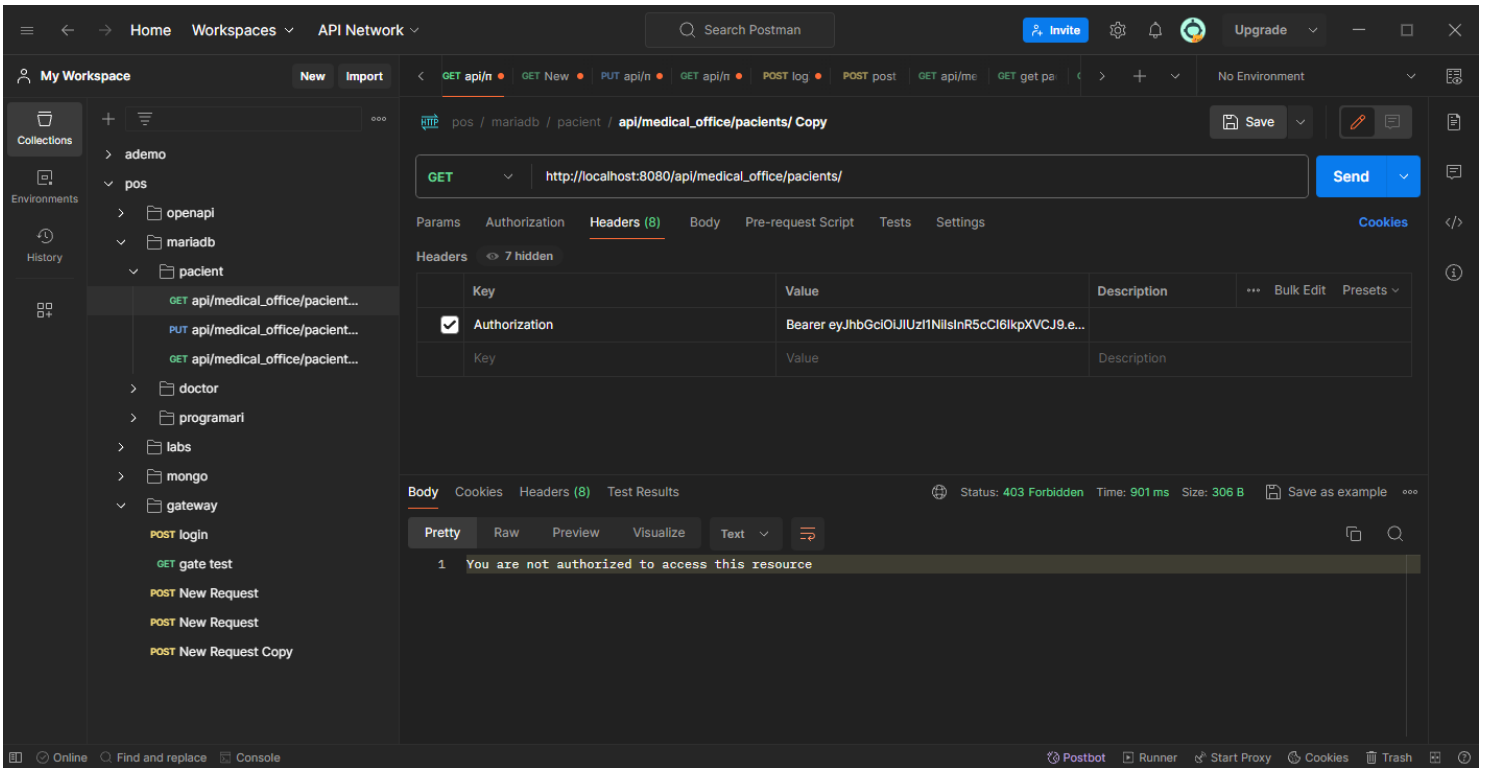 Home Workspaces API Network Search Postman Invite Upgrade
My Workspace New Import GET api/n GET New PUT api/n GET api/n POST log POST post GET api/me GET get pa No Environment
Collections
Environments
History
ademo
pos
openapi
mariadb
pacient
GET api/medical_office/pacient...
PUT api/medical_office/pacient...
GET api/medical_office/pacient...
doctor
programari
labs
mongo
gateway
POST login
GET gate test
POST New Request
POST New Request
POST New Request Copy
HTTP pos / mariadb / pacient / api/medical_office/pacients/ Copy Save
GET http://localhost:8080/api/medical_office/pacients/ Send
Params Authorization Headers (8) Body Pre-request Script Tests Settings Cookies
Headers 7 hidden
Key Value Description Bulk Edit Presets
Authorization Bearer eyJhbGciOiJIUzI1NiIsInR5cCI6IkpXVCJ9.e...
Key Value Description
Body Cookies Headers (8) Test Results Status: 403 Forbidden Time: 901 ms Size: 306 B Save as example
Pretty Raw Preview Visualize Text
1 You are not authorized to access this resource
Online Find and replace Console Postbot Runner Start Proxy Cookies Trash